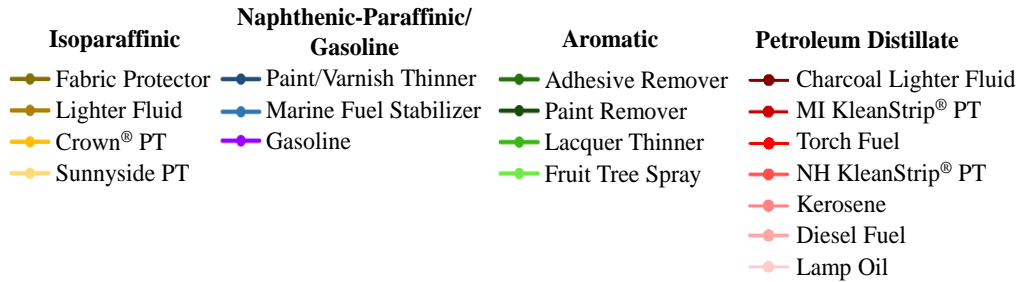 Isoparaffinic
Fabric Protector
Lighter Fluid
Crown® PT
Sunnyside PT
Naphthenic-Paraffinic/
Gasoline
Paint/Varnish Thinner
Marine Fuel Stabilizer
Gasoline
Aromatic
Adhesive Remover
Paint Remover
Lacquer Thinner
Fruit Tree Spray
Petroleum Distillate
Charcoal Lighter Fluid
MI KleanStrip® PT
Torch Fuel
NH KleanStrip® PT
Kerosene
Diesel Fuel
Lamp Oil